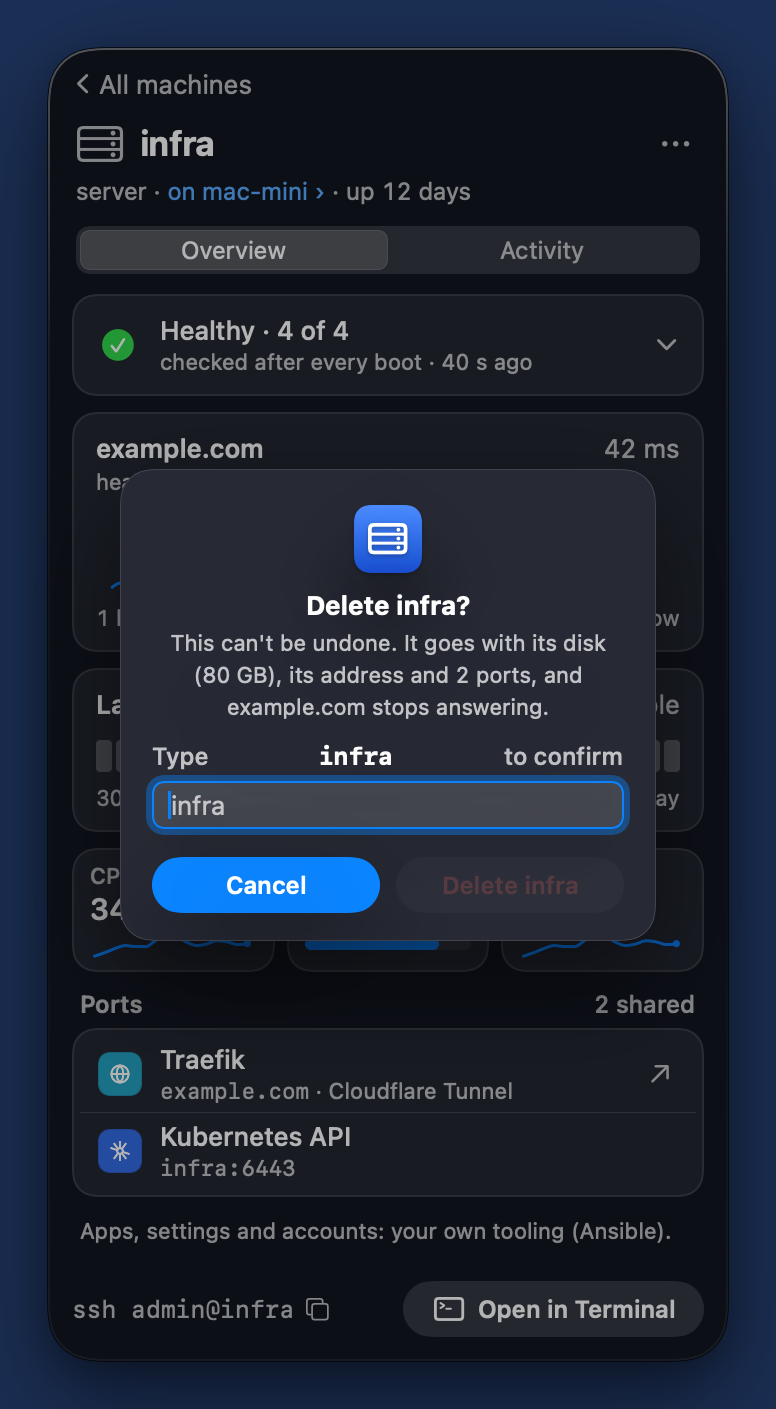 All machines
infra
server · on mac-mini › · up 12 days
Overview Activity
Healthy · 4 of 4
checked after every boot · 40 s ago
example.com 42 ms
Delete infra?
This can't be undone. It goes with its disk
(80 GB), its address and 2 ports, and
example.com stops answering.
Type infra to confirm
infra
Cancel Delete infra
Ports 2 shared
Traefik
example.com · Cloudflare Tunnel
Kubernetes API
infra:6443
Apps, settings and accounts: your own tooling (Ansible).
ssh admin@infra Open in Terminal